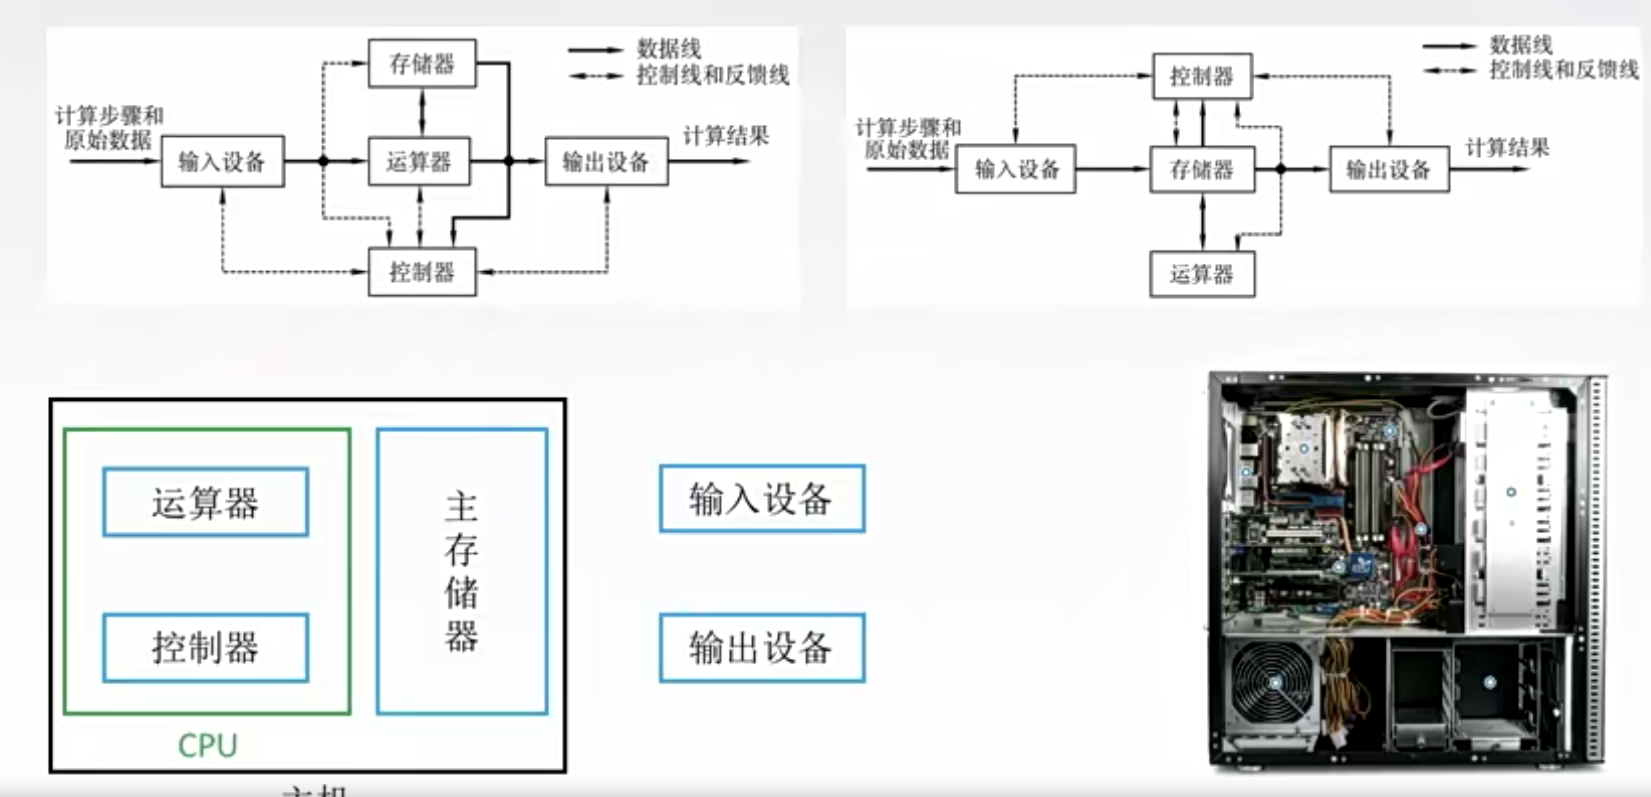 存储器
数据线
控制线和反馈线
计算步骤和
原始数据
输入设备
运算器
输出设备
计算结果
控制器
控制器
数据线
控制线和反馈线
计算步骤和
原始数据
输入设备
存储器
输出设备
计算结果
运算器
运算器
控制器
CPU
主存储器
输入设备
输出设备
主机